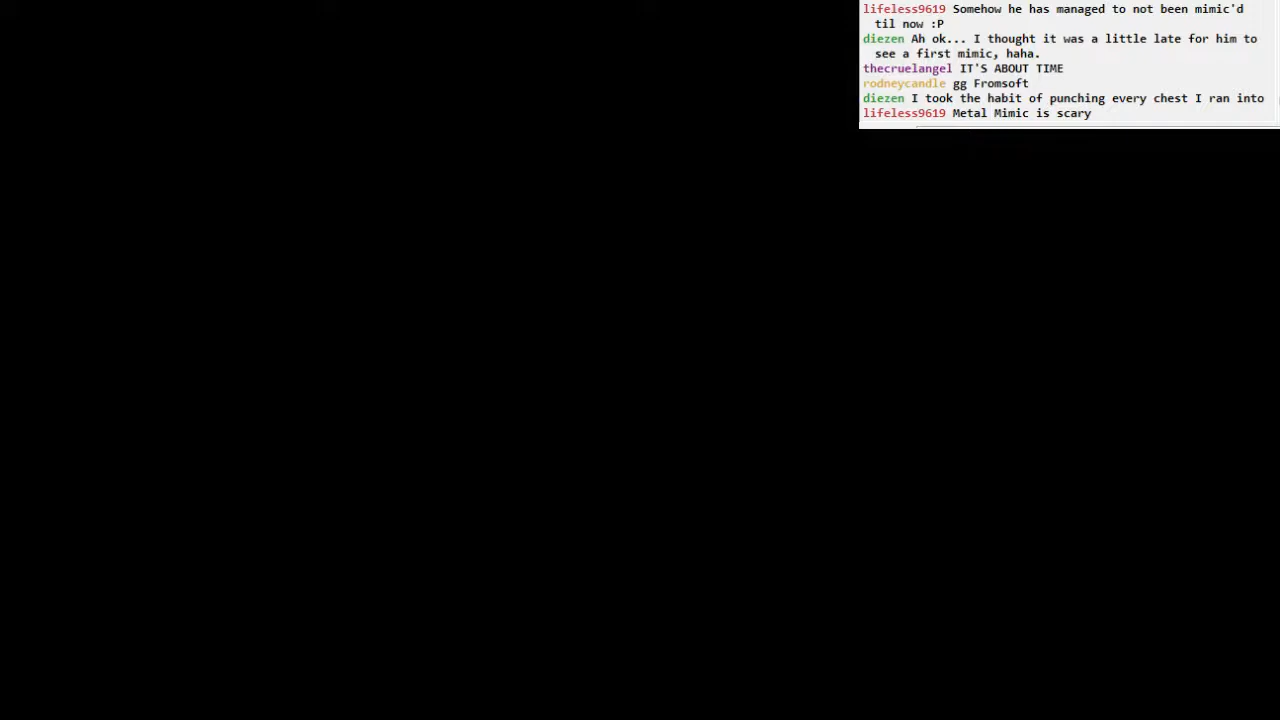 lifeless9619 Somehow he has managed to not been mimic'd
til now :P
diezen Ah ok... I thought it was a little late for him to
see a first mimic, haha.
thecruelangel IT'S ABOUT TIME
rodneycandle gg Fromsoft
diezen I took the habit of punching every chest I ran into
lifeless9619 Metal Mimic is scary